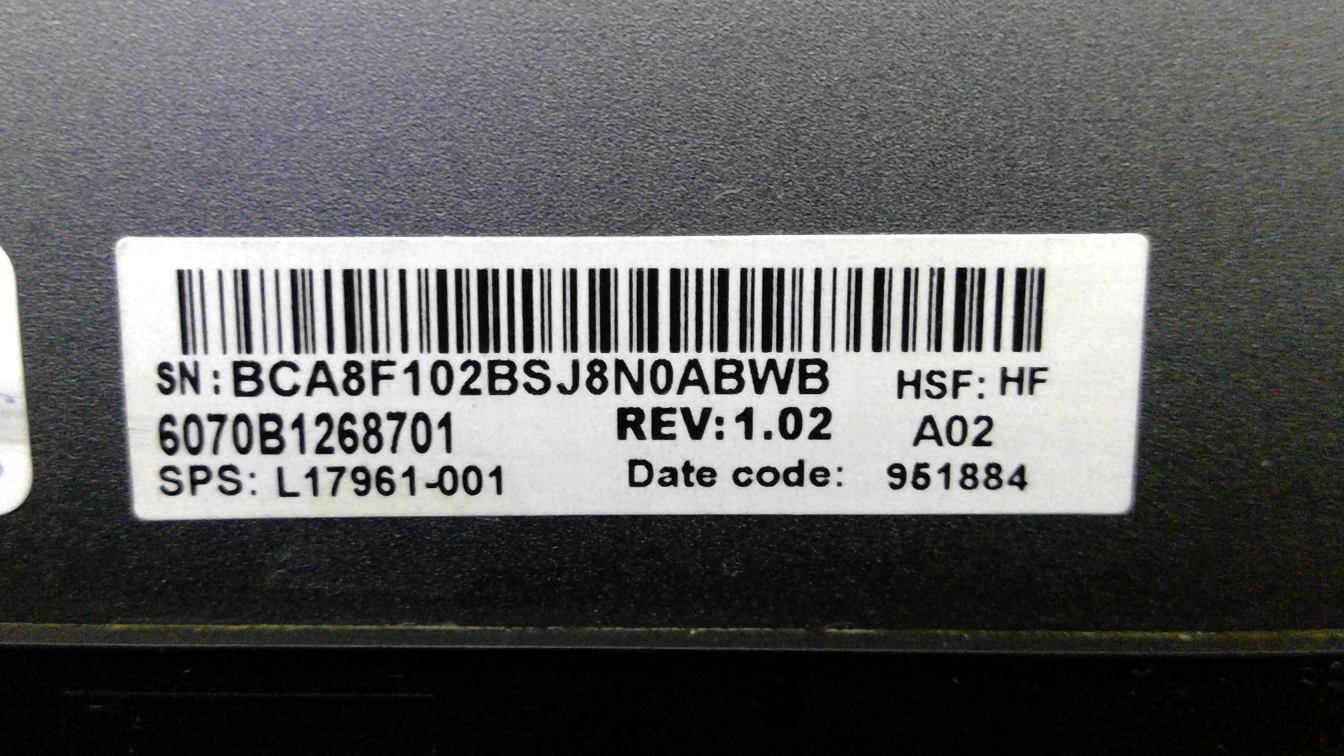 SN:BCA8F102BSJ8N0ABWB HSF: HF
6070B1268701 REV:1.02 A02
SPS: L17961-001 Date code: 951884